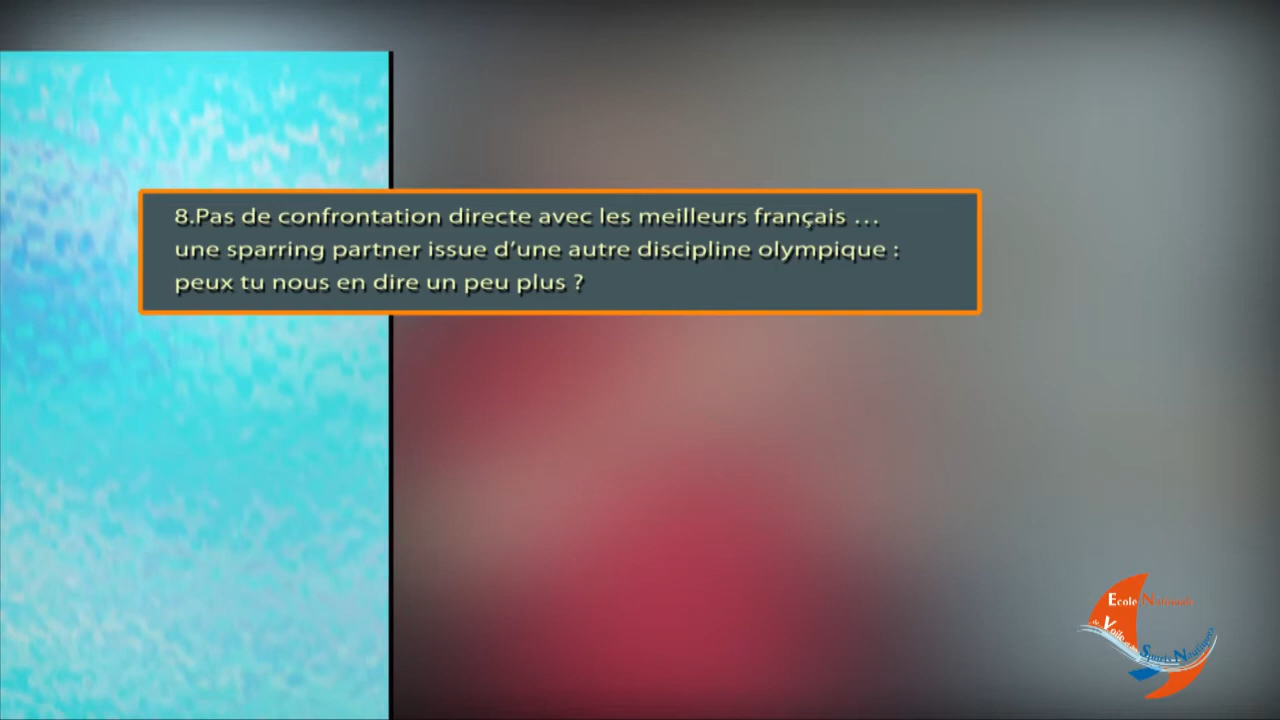 8.Pas de confrontation directe avec les meilleurs français ...
une sparring partner issue d'une autre discipline olympique :
peux tu nous en dire un peu plus ?
Ecole Nationale
de Voile et
Sports Nautiques